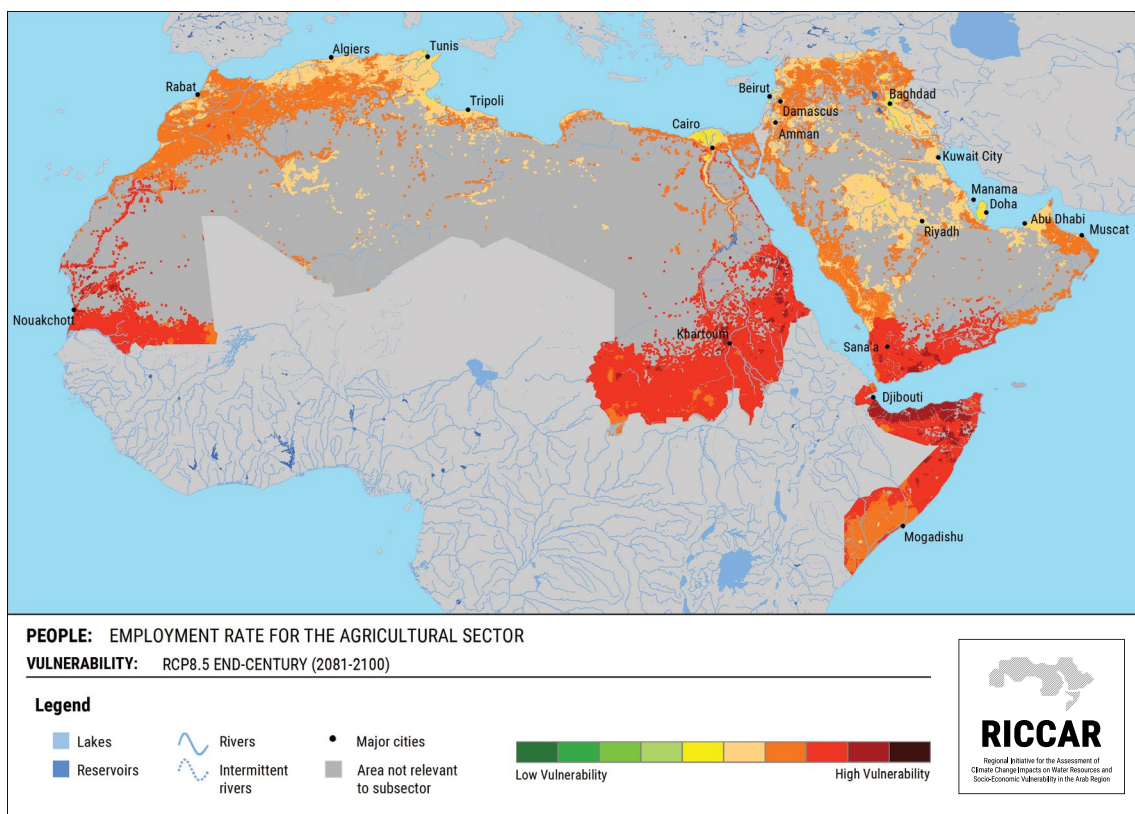 Algiers
Tunis
Rabat
Tripoli
Beirut
Damascus
Baghdad
Cairo
Amman
Kuwait City
Manama
Doha
Abu Dhabi
Riyadh
Muscat
Nouakchott
Khartoum
Sana'a
Djibouti
Mogadishu
PEOPLE: EMPLOYMENT RATE FOR THE AGRICULTURAL SECTOR
VULNERABILITY: RCP8.5 END-CENTURY (2081-2100)
Legend
Lakes
Rivers
Major cities
Reservoirs
Intermittent
rivers
Area not relevant
to subsector
Low Vulnerability
High Vulnerability
RICCAR
Regional Initiative for the Assessment of
Climate Change Impacts on Water Resources and
Socio-Economic Vulnerability in the Arab Region